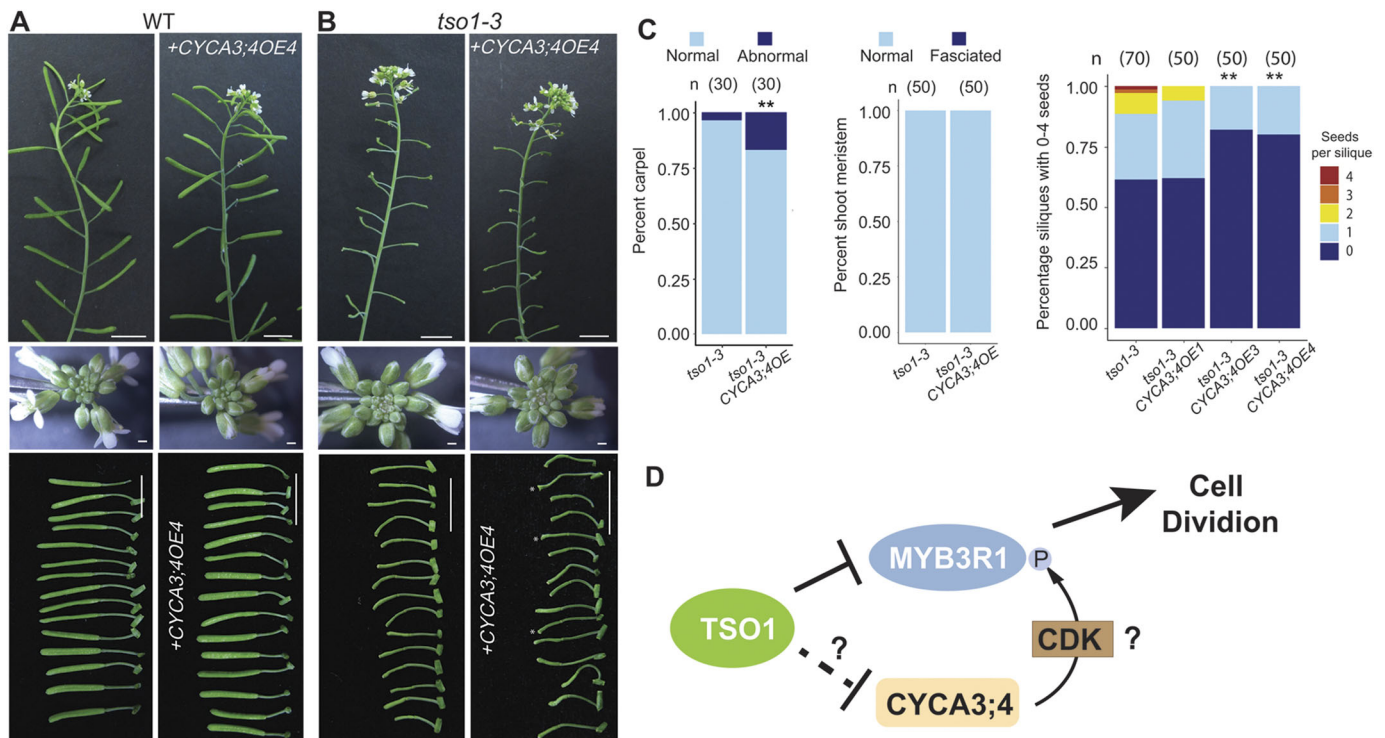 A
WT
B
tso1-3
+CYCA3;4OE4
+CYCA3;4OE4
+CYCA3;4OE4
*
*
*
+CYCA3;4OE4
C
Normal
Abnormal
n (30) (30)
**
Percent carpel
1.00
0.75
0.50
0.25
0.00
tso1-3
tso1-3
CYCA3;4OE
Normal
Fasciated
n (50) (50)
Percent shoot meristem
1.00
0.75
0.50
0.25
0.00
tso1-3
tso1-3
CYCA3;4OE
n (70) (50) (50) (50)
** **
Percentage siliques with 0-4 seeds
1.00
0.75
0.50
0.25
0.00
tso1-3
tso1-3
CYCA3;4OE1
tso1-3
CYCA3;4OE3
tso1-3
CYCA3;4OE4
Seeds
per silique
4
3
2
1
0
D
Cell
Dividion
MYB3R1
P
TSO1
?
CDK ?
CYCA3;4